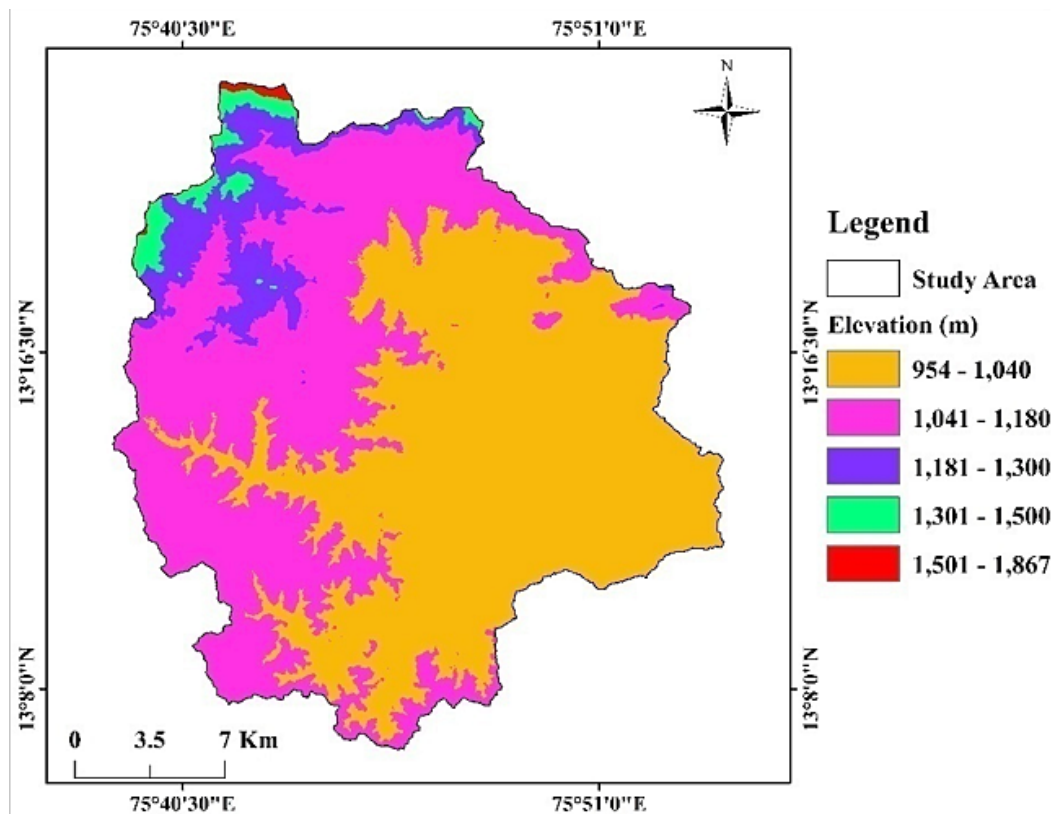 75°40'30"E
75°51'0"E
N
Legend
Study Area
Elevation (m)
954 - 1,040
1,041 - 1,180
1,181 - 1,300
1,301 - 1,500
1,501 - 1,867
13°16'30"N
13°16'30"N
13°8'0"N
13°8'0"N
0 3.5 7 Km
75°40'30"E
75°51'0"E